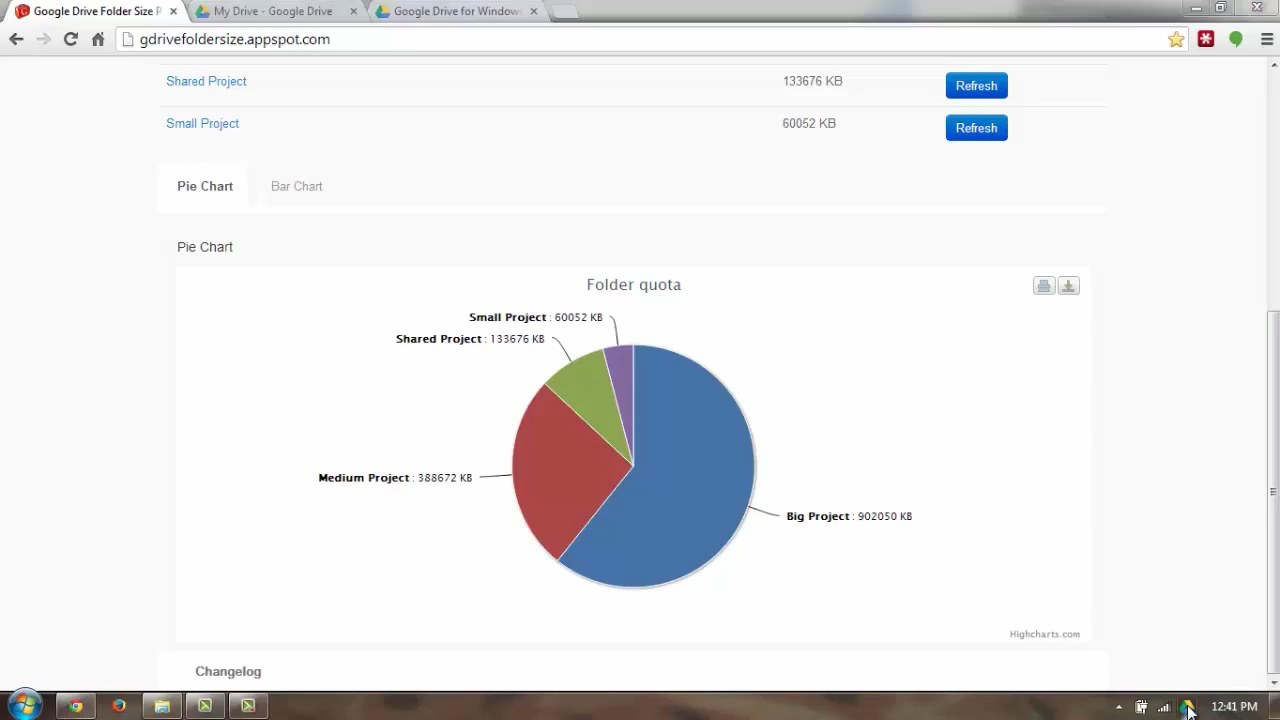 Google Drive Folder Size P
My Drive - Google Drive
Google Drive for Window
gdrivefoldersize.appspot.com
Shared Project 133676 KB Refresh
Small Project 60052 KB Refresh
Pie Chart Bar Chart
Pie Chart
Folder quota
Small Project : 60052 KB
Shared Project : 133676 KB
Medium Project : 388672 KB
Big Project : 902050 KB
Highcharts.com
Changelog
12:41 PM